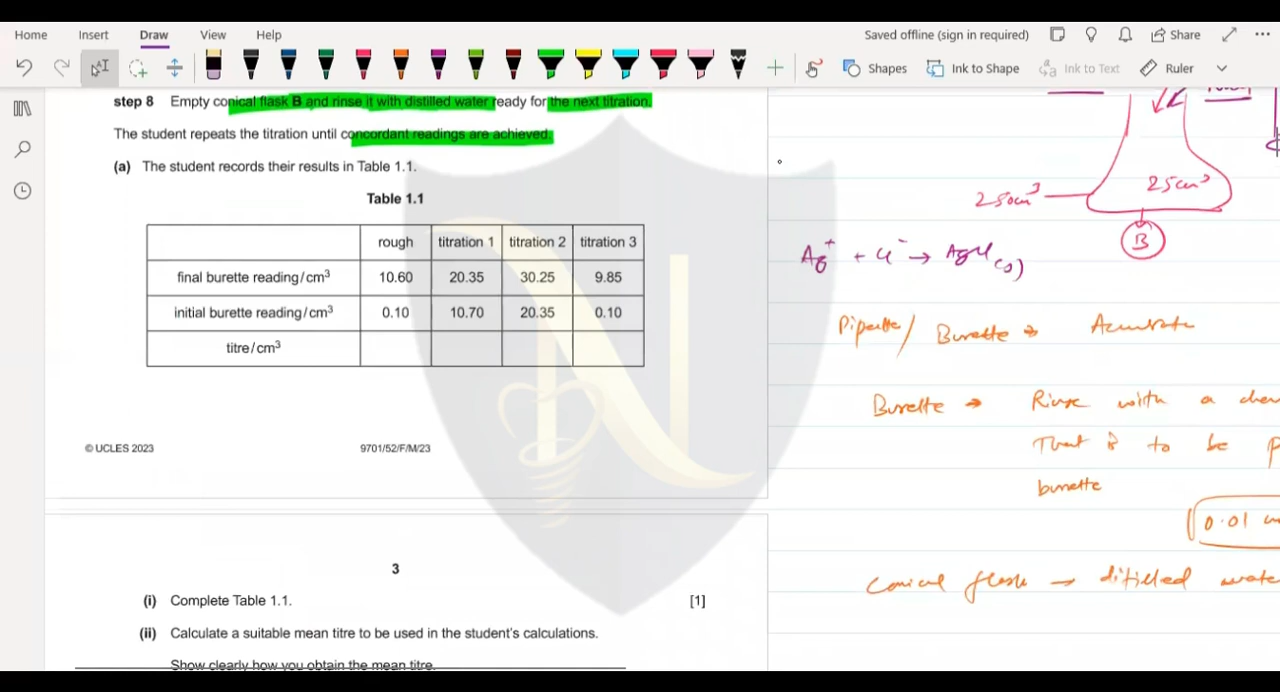 Home Insert Draw View Help Saved offline (sign in required) Share
Shapes Ink to Shape Ink to Text Ruler
step 8 Empty conical flask B and rinse it with distilled water ready for the next titration.
The student repeats the titration until concordant readings are achieved.
(a) The student records their results in Table 1.1.
Table 1.1
rough titration 1 titration 2 titration 3
final burette reading/cm³ 10.60 20.35 30.25 9.85
initial burette reading/cm³ 0.10 10.70 20.35 0.10
titre/cm³
© UCLES 2023 9701/52/F/M/23
3
(i) Complete Table 1.1. [1]
(ii) Calculate a suitable mean titre to be used in the student's calculations.
Show clearly how you obtain the mean titre.
250cm³ 25cm³
B
Ag⁺ + Cl⁻ → AgCl(s)
Pipette/ Burette →
Burette → Rinse with a
That is to be
burette
0.01
conical flask → distilled